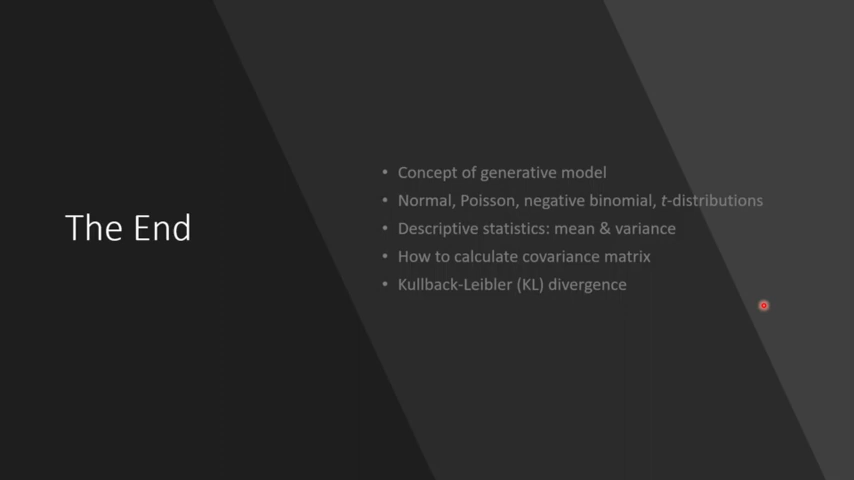 The End
• Concept of generative model
• Normal, Poisson, negative binomial, t-distributions
• Descriptive statistics: mean & variance
• How to calculate covariance matrix
• Kullback-Leibler (KL) divergence